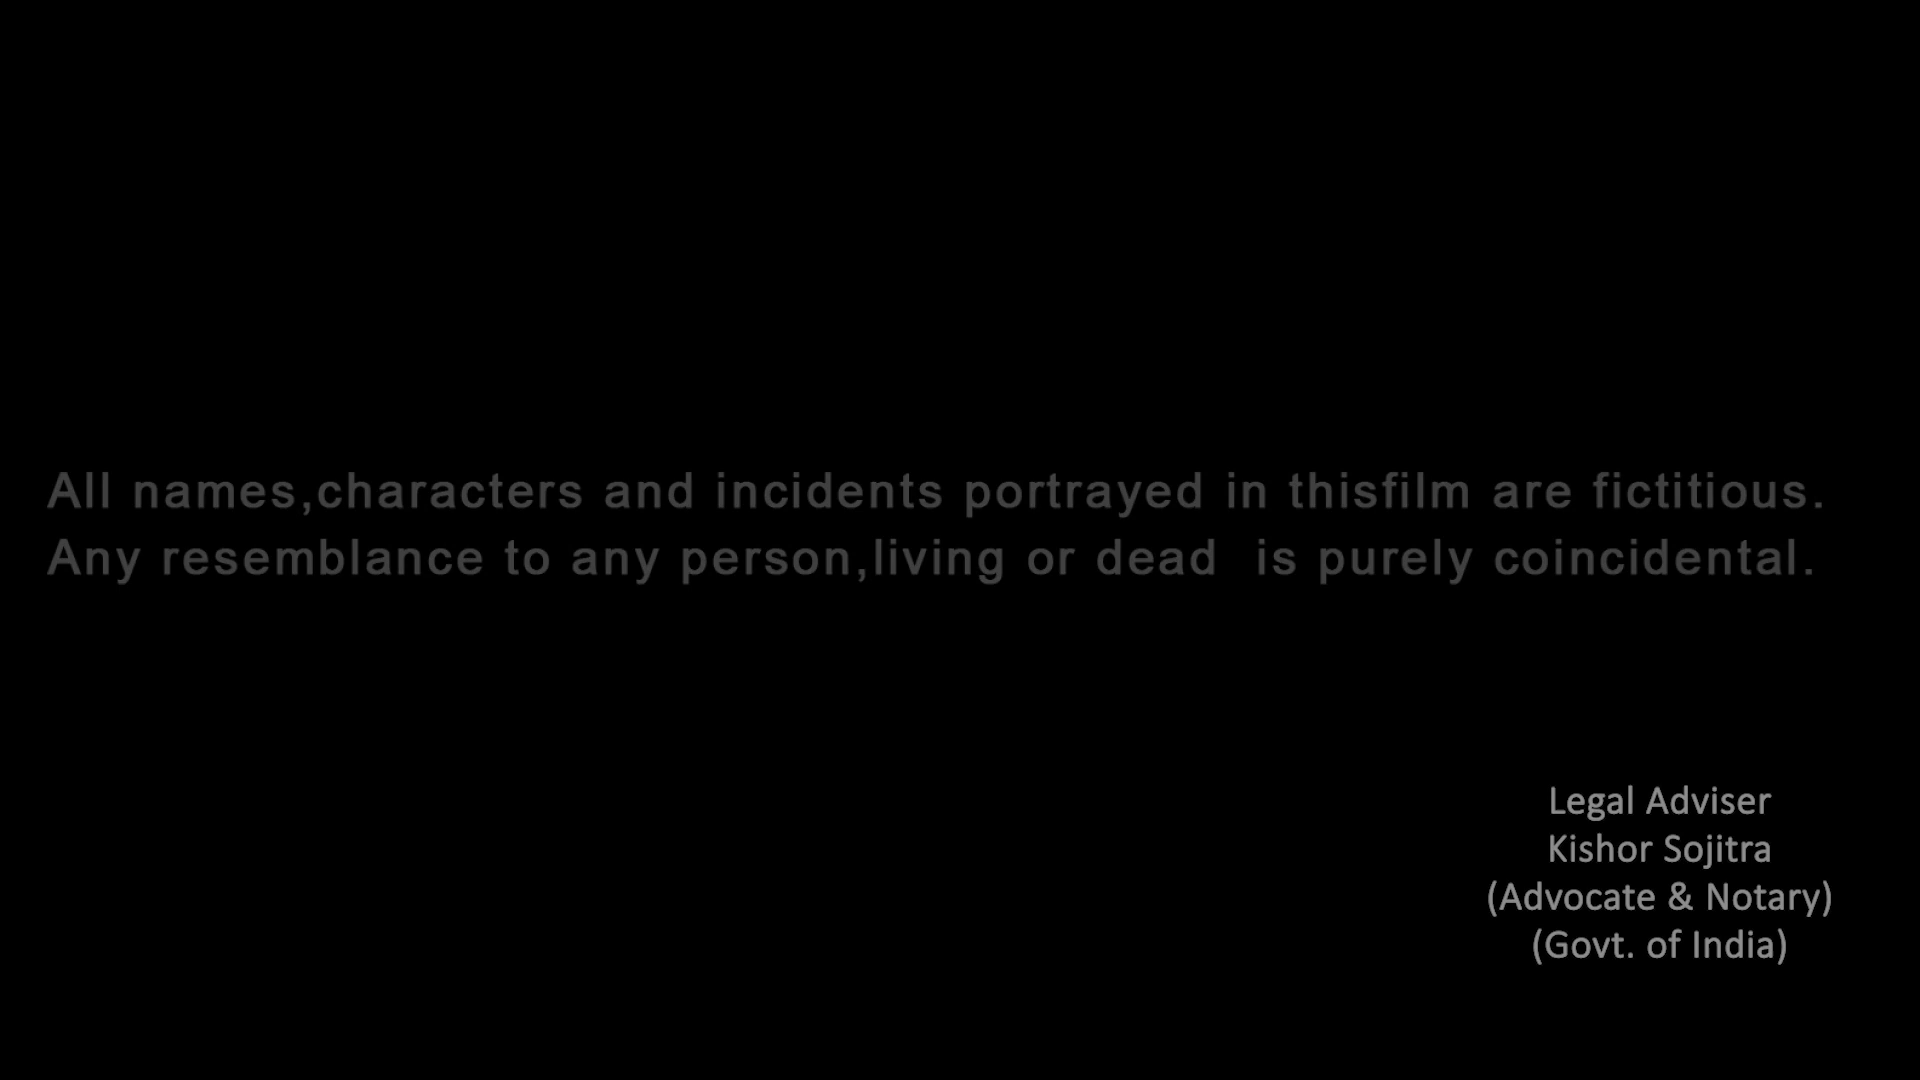 All names,characters and incidents portrayed in thisfilm are fictitious.
Any resemblance to any person,living or dead  is purely coincidental.
Legal Adviser
Kishor Sojitra
(Advocate & Notary)
(Govt. of India)